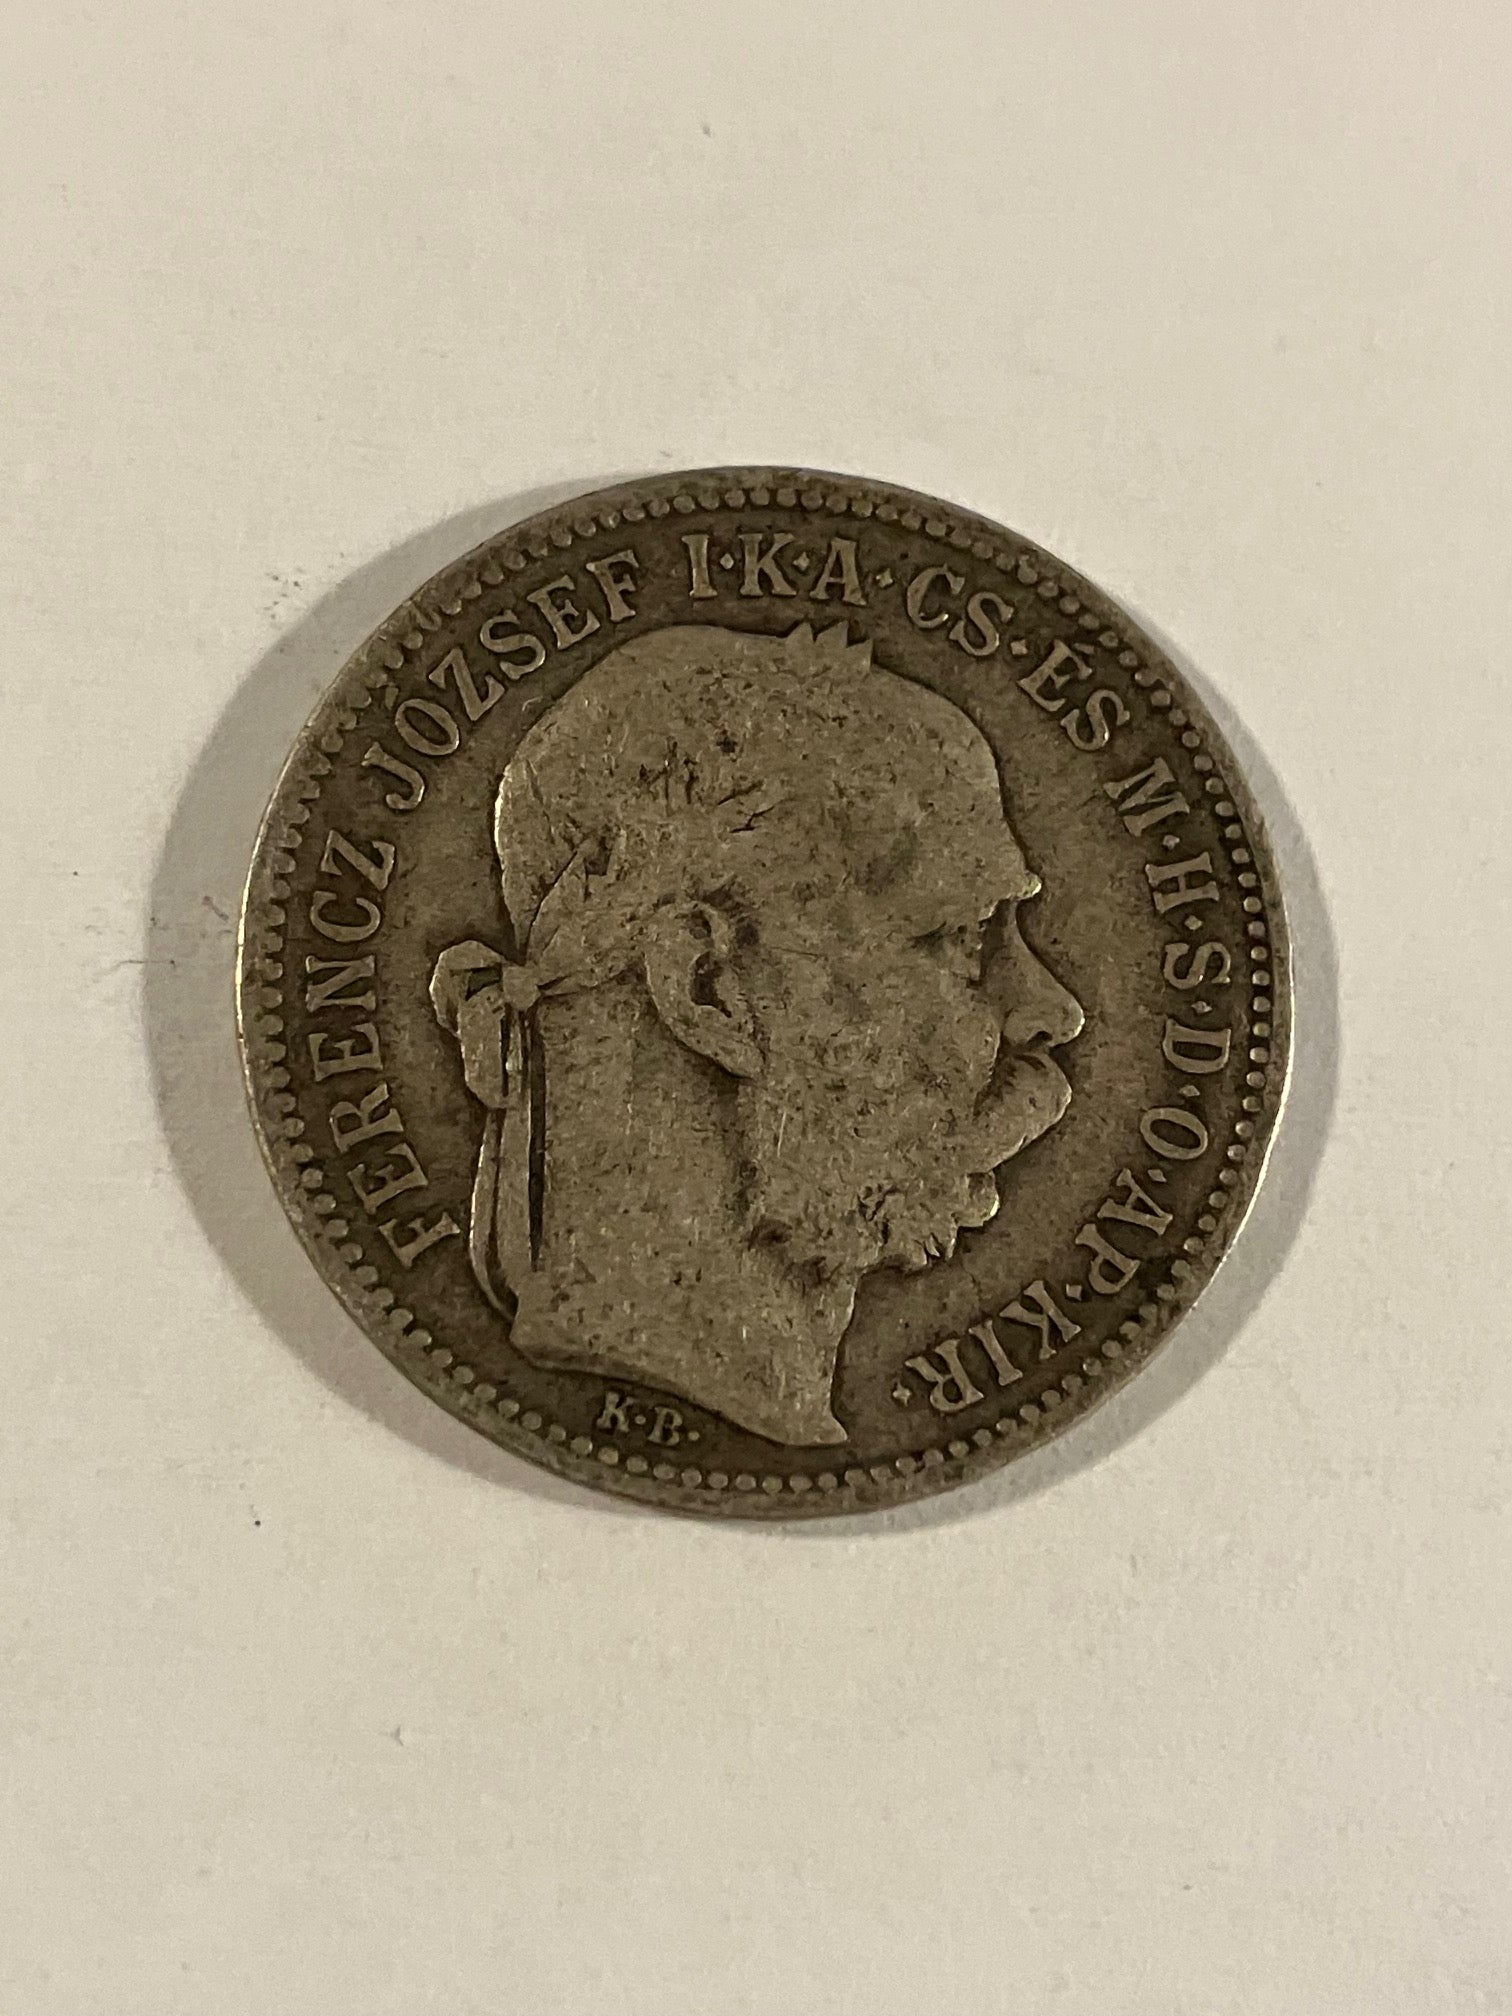 FERENCZ JÓZSEF I·K·A·CS·ÉS M·H·S·D·O·AP·KIR·
K·B·